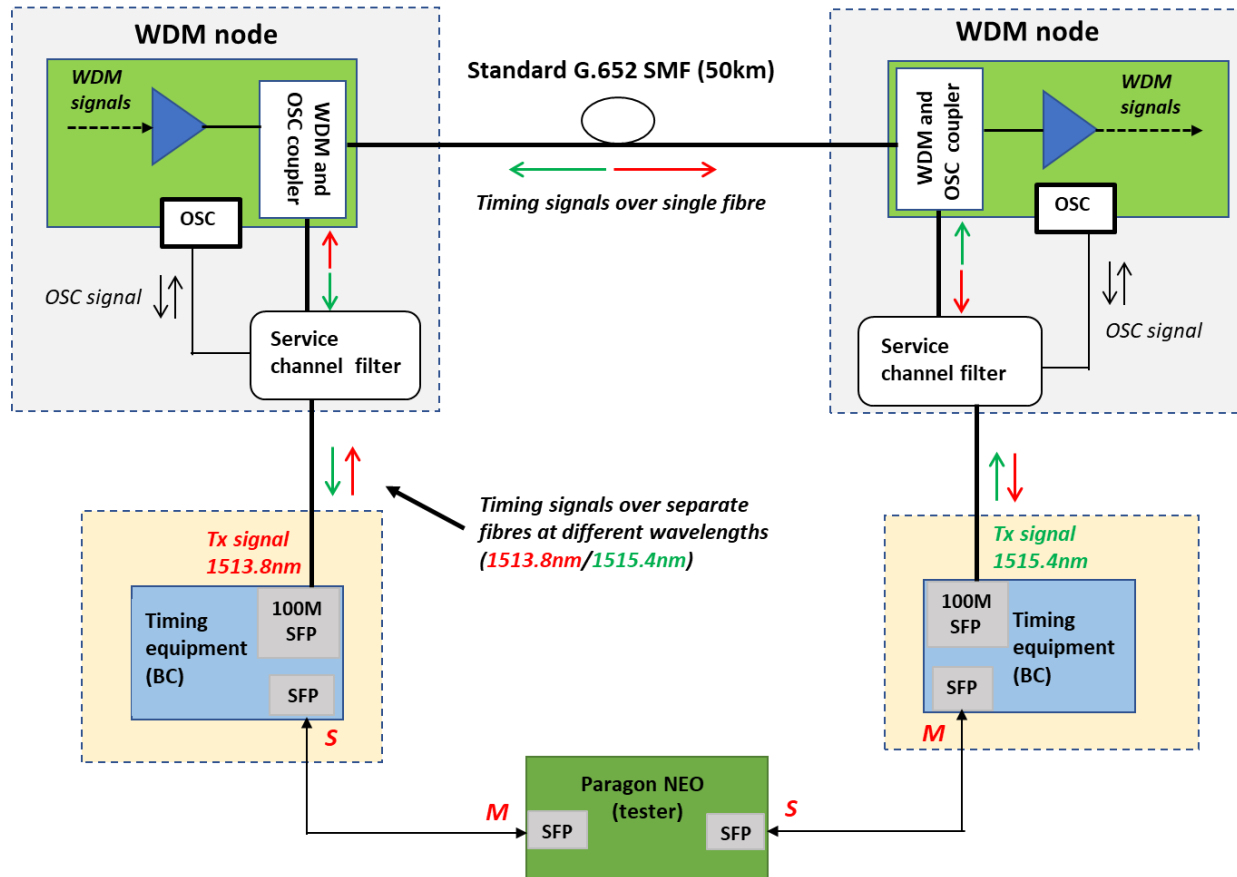 WDM node
WDM
signals
WDM and
OSC coupler
OSC
OSC signal
Service
channel filter
Standard G.652 SMF (50km)
Timing signals over single fibre
WDM node
WDM and
OSC coupler
WDM
signals
OSC
OSC signal
Service
channel filter
Timing signals over separate
fibres at different wavelengths
(1513.8nm/1515.4nm)
Tx signal
1513.8nm
100M
SFP
Timing
equipment
(BC)
SFP
S
Tx signal
1515.4nm
100M
SFP
Timing
equipment
(BC)
SFP
M
Paragon NEO
(tester)
M
SFP
SFP
S